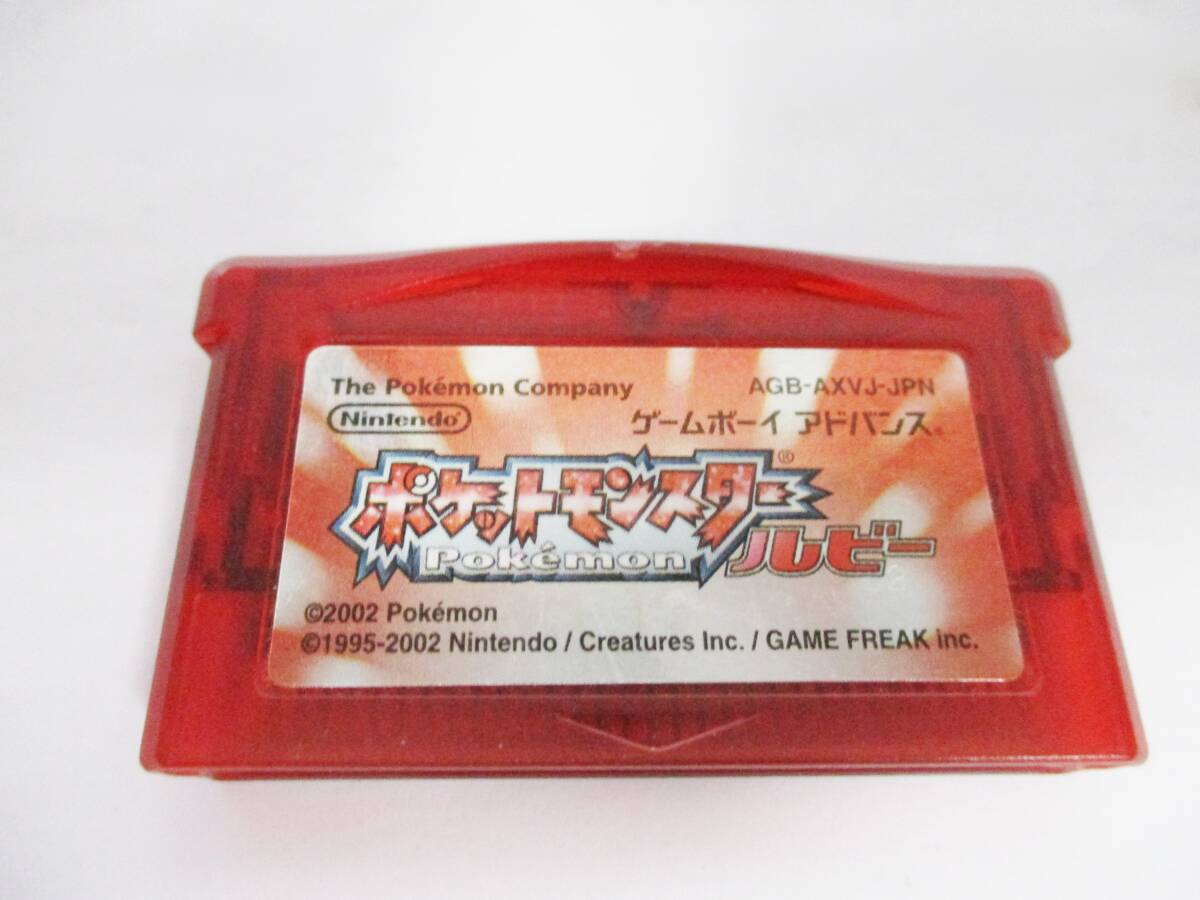 The Pokémon Company
AGB-AXVJ-JPN
Nintendo®
ゲームボーイ アドバンス®
ポケットモンスター®
Pokémon
ルビー
©2002 Pokémon
©1995-2002 Nintendo / Creatures Inc. / GAME FREAK inc.